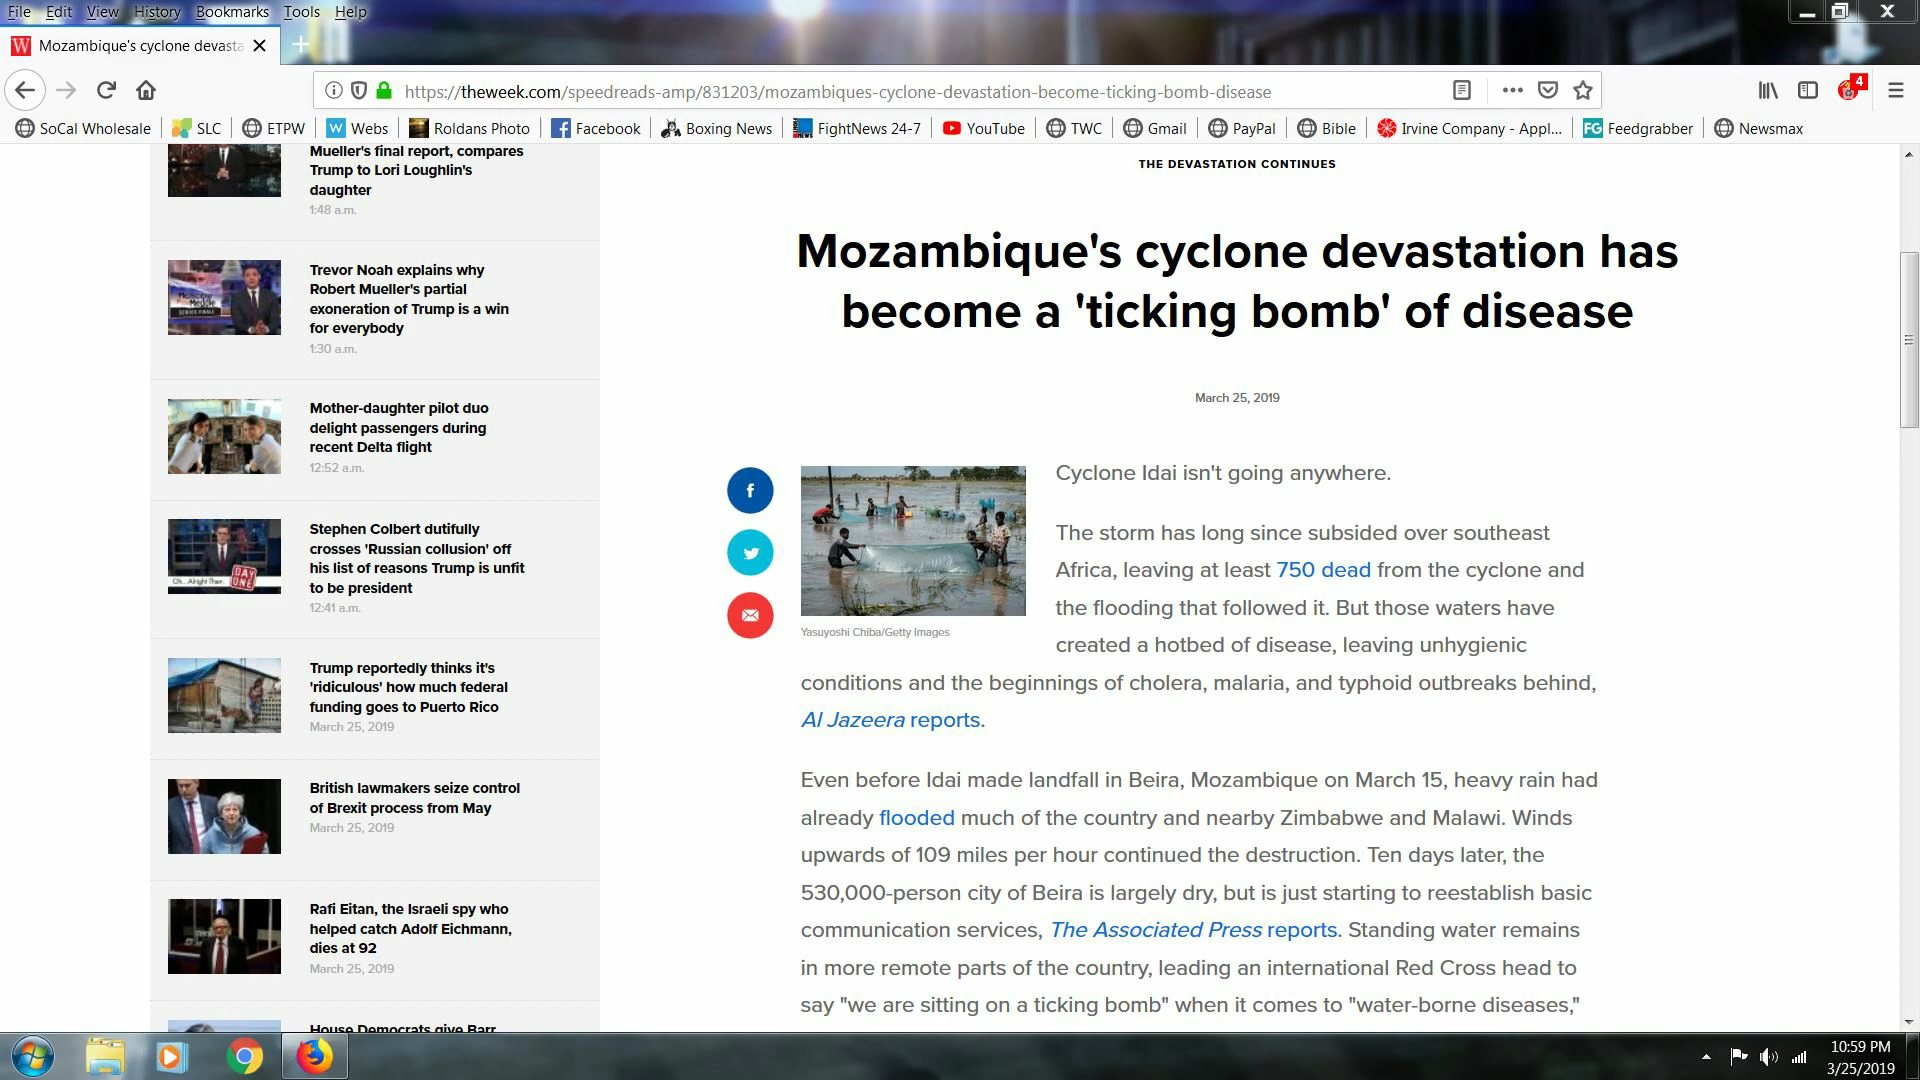 File Edit View History Bookmarks Tools Help
Mozambique's cyclone devasta
https://theweek.com/speedreads-amp/831203/mozambiques-cyclone-devastation-become-ticking-bomb-disease
4
SoCal Wholesale SLC ETPW Webs Roldans Photo Facebook Boxing News FightNews 24-7 YouTube TWC Gmail PayPal Bible Irvine Company - Appl... Feedgrabber Newsmax
Mueller's final report, compares
Trump to Lori Loughlin's
daughter
1:48 a.m.
Trevor Noah explains why
Robert Mueller's partial
exoneration of Trump is a win
for everybody
1:30 a.m.
Mother-daughter pilot duo
delight passengers during
recent Delta flight
12:52 a.m.
Stephen Colbert dutifully
crosses 'Russian collusion' off
his list of reasons Trump is unfit
to be president
12:41 a.m.
Trump reportedly thinks it's
'ridiculous' how much federal
funding goes to Puerto Rico
March 25, 2019
British lawmakers seize control
of Brexit process from May
March 25, 2019
Rafi Eitan, the Israeli spy who
helped catch Adolf Eichmann,
dies at 92
March 25, 2019
House Democrats give Barr
THE DEVASTATION CONTINUES
Mozambique's cyclone devastation has
become a 'ticking bomb' of disease
March 25, 2019
Yasuyoshi Chiba/Getty Images
Cyclone Idai isn't going anywhere.
The storm has long since subsided over southeast
Africa, leaving at least 750 dead from the cyclone and
the flooding that followed it. But those waters have
created a hotbed of disease, leaving unhygienic
conditions and the beginnings of cholera, malaria, and typhoid outbreaks behind,
Al Jazeera reports.
Even before Idai made landfall in Beira, Mozambique on March 15, heavy rain had
already flooded much of the country and nearby Zimbabwe and Malawi. Winds
upwards of 109 miles per hour continued the destruction. Ten days later, the
530,000-person city of Beira is largely dry, but is just starting to reestablish basic
communication services, The Associated Press reports. Standing water remains
in more remote parts of the country, leading an international Red Cross head to
say "we are sitting on a ticking bomb" when it comes to "water-borne diseases,"
10:59 PM
3/25/2019